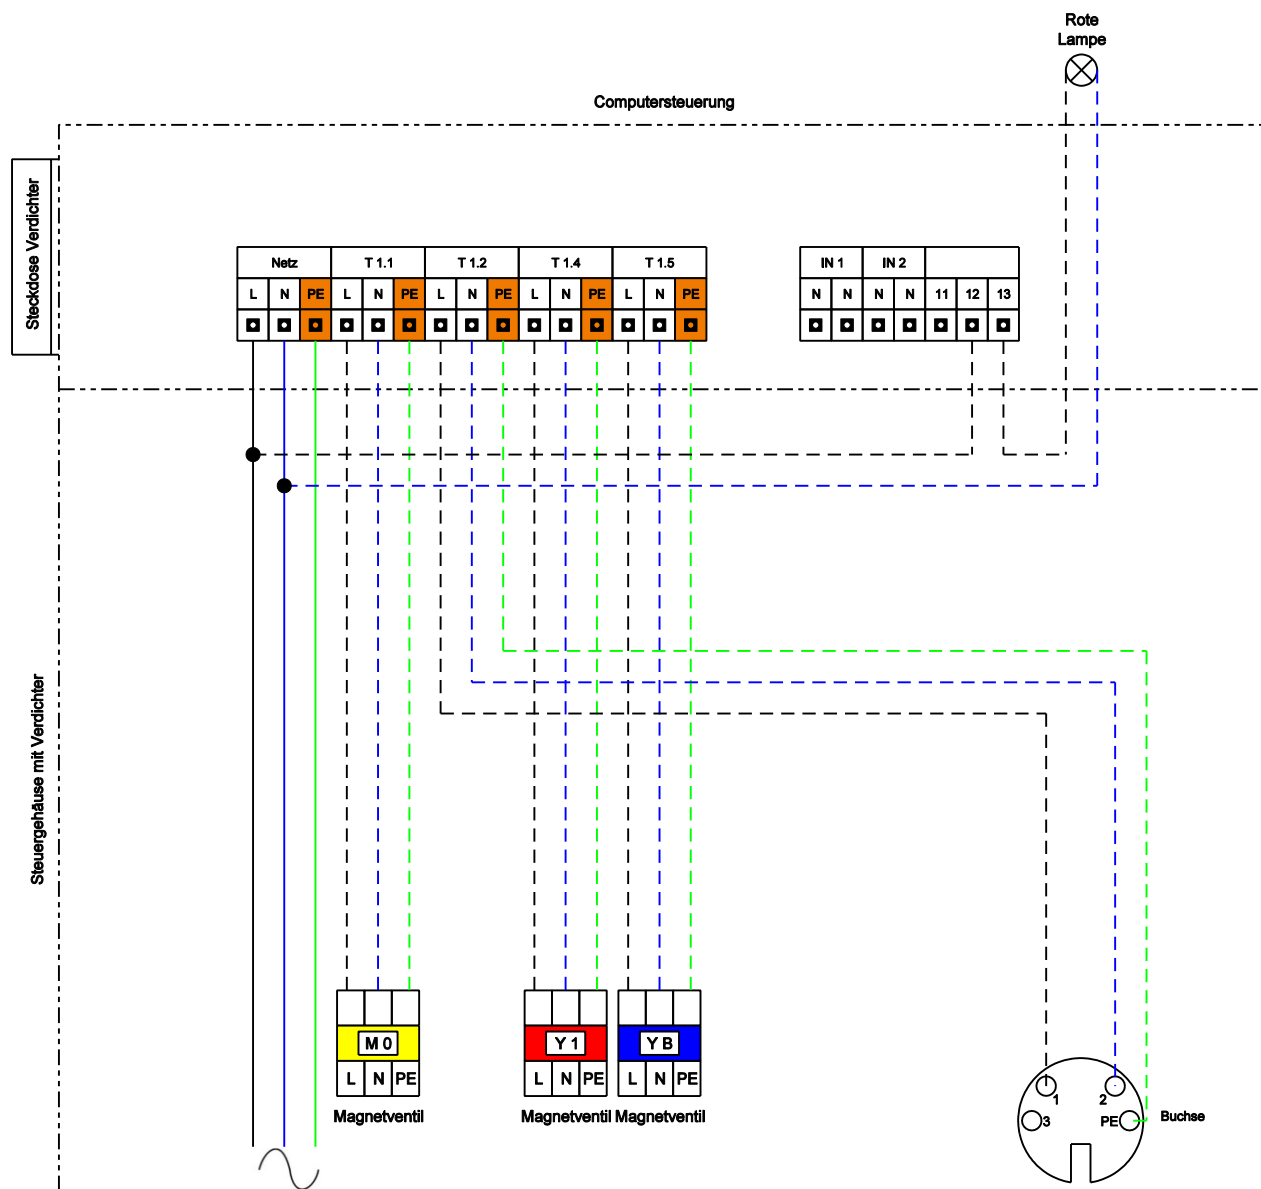 Rote
Lampe
Computersteuerung
Steckdose Verdichter
Netz T 1.1 T 1.2 T 1.4 T 1.5 IN 1 IN 2
L N PE L N PE L N PE L N PE L N PE N N N N 11 12 13
Steuergehäuse mit Verdichter
M 0 Y 1 Y B
L N PE L N PE L N PE
Magnetventil Magnetventil Magnetventil
1 2
3 PE
Buchse